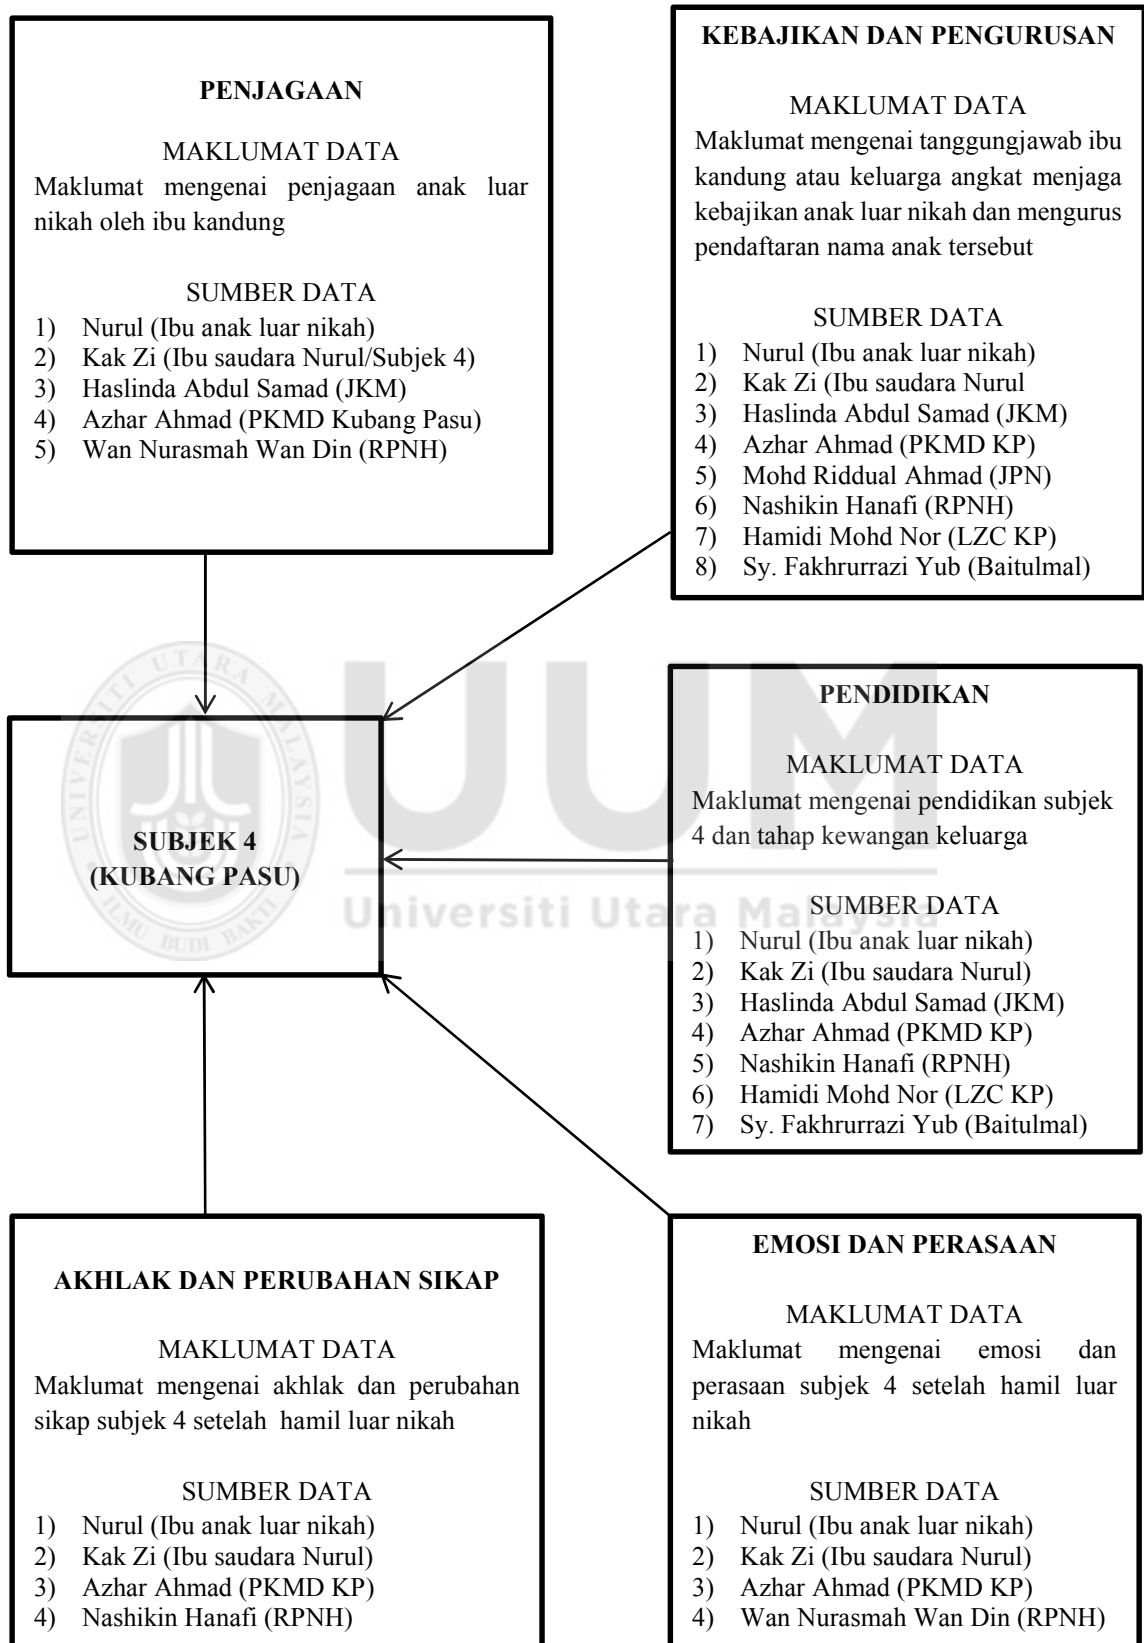 PENJAGAAN
MAKLUMAT DATA
Maklumat mengenai penjagaan anak luar
nikah oleh ibu kandung
SUMBER DATA
1) Nurul (Ibu anak luar nikah)
2) Kak Zi (Ibu saudara Nurul/Subjek 4)
3) Haslinda Abdul Samad (JKM)
4) Azhar Ahmad (PKMD Kubang Pasu)
5) Wan Nurasmah Wan Din (RPNH)
KEBAJIKAN DAN PENGURUSAN
MAKLUMAT DATA
Maklumat mengenai tanggungjawab ibu
kandung atau keluarga angkat menjaga
kebajikan anak luar nikah dan mengurus
pendaftaran nama anak tersebut
SUMBER DATA
1) Nurul (Ibu anak luar nikah)
2) Kak Zi (Ibu saudara Nurul
3) Haslinda Abdul Samad (JKM)
4) Azhar Ahmad (PKMD KP)
5) Mohd Riddual Ahmad (JPN)
6) Nashikin Hanafi (RPNH)
7) Hamidi Mohd Nor (LZC KP)
8) Sy. Fakhrurrazi Yub (Baitulmal)
UNIVERSITI UTARA MALAYSIA
ILMU BUDI BAKTI
UUM
Universiti Utara Malaysia
SUBJEK 4
(KUBANG PASU)
PENDIDIKAN
MAKLUMAT DATA
Maklumat mengenai pendidikan subjek
4 dan tahap kewangan keluarga
SUMBER DATA
1) Nurul (Ibu anak luar nikah)
2) Kak Zi (Ibu saudara Nurul)
3) Haslinda Abdul Samad (JKM)
4) Azhar Ahmad (PKMD KP)
5) Nashikin Hanafi (RPNH)
6) Hamidi Mohd Nor (LZC KP)
7) Sy. Fakhrurrazi Yub (Baitulmal)
AKHLAK DAN PERUBAHAN SIKAP
MAKLUMAT DATA
Maklumat mengenai akhlak dan perubahan
sikap subjek 4 setelah hamil luar nikah
SUMBER DATA
1) Nurul (Ibu anak luar nikah)
2) Kak Zi (Ibu saudara Nurul)
3) Azhar Ahmad (PKMD KP)
4) Nashikin Hanafi (RPNH)
EMOSI DAN PERASAAN
MAKLUMAT DATA
Maklumat mengenai emosi dan
perasaan subjek 4 setelah hamil luar
nikah
SUMBER DATA
1) Nurul (Ibu anak luar nikah)
2) Kak Zi (Ibu saudara Nurul)
3) Azhar Ahmad (PKMD KP)
4) Wan Nurasmah Wan Din (RPNH)